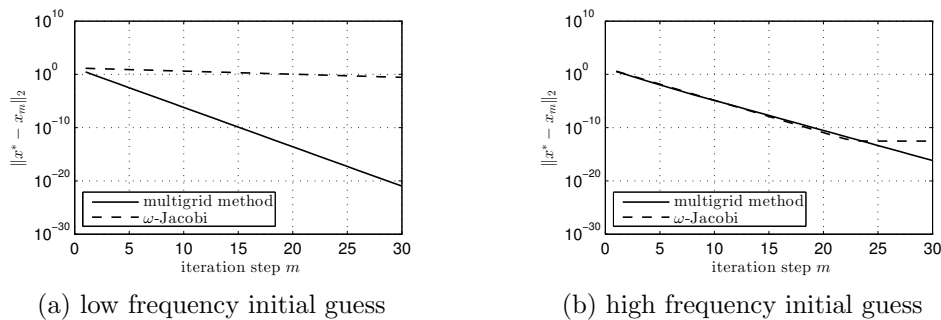 10^10
10^0
10^−10
10^−20
10^−30
‖x* − x_m‖_2
multigrid method
ω-Jacobi
0 5 10 15 20 25 30
iteration step m
(a) low frequency initial guess
10^10
10^0
10^−10
10^−20
10^−30
‖x* − x_m‖_2
multigrid method
ω-Jacobi
0 5 10 15 20 25 30
iteration step m
(b) high frequency initial guess